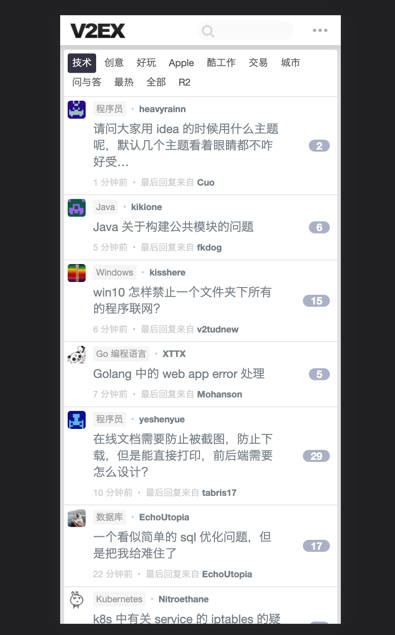 V2EX
技术 创意 好玩 Apple 酷工作 交易 城市
问与答 最热 全部 R2
程序员 • heavyrainn
请问大家用 idea 的时候用什么主题
呢，默认几个主题看着眼睛都不咋
好受…
2
1 分钟前 • 最后回复来自 Cuo
Java • kikione
Java 关于构建公共模块的问题
6
5 分钟前 • 最后回复来自 fkdog
Windows • kisshere
win10 怎样禁止一个文件夹下所有
的程序联网？
15
6 分钟前 • 最后回复来自 v2tudnew
Go 编程语言 • XTTX
Golang 中的 web app error 处理
5
7 分钟前 • 最后回复来自 Mohanson
程序员 • yeshenyue
在线文档需要防止被截图，防止下
载，但是能直接打印，前后端需要
怎么设计？
29
10 分钟前 • 最后回复来自 tabris17
数据库 • EchoUtopia
一个看似简单的 sql 优化问题，但
是把我给难住了
17
22 分钟前 • 最后回复来自 EchoUtopia
Kubernetes • Nitroethane
k8s 中有关 service 的 iptables 的疑